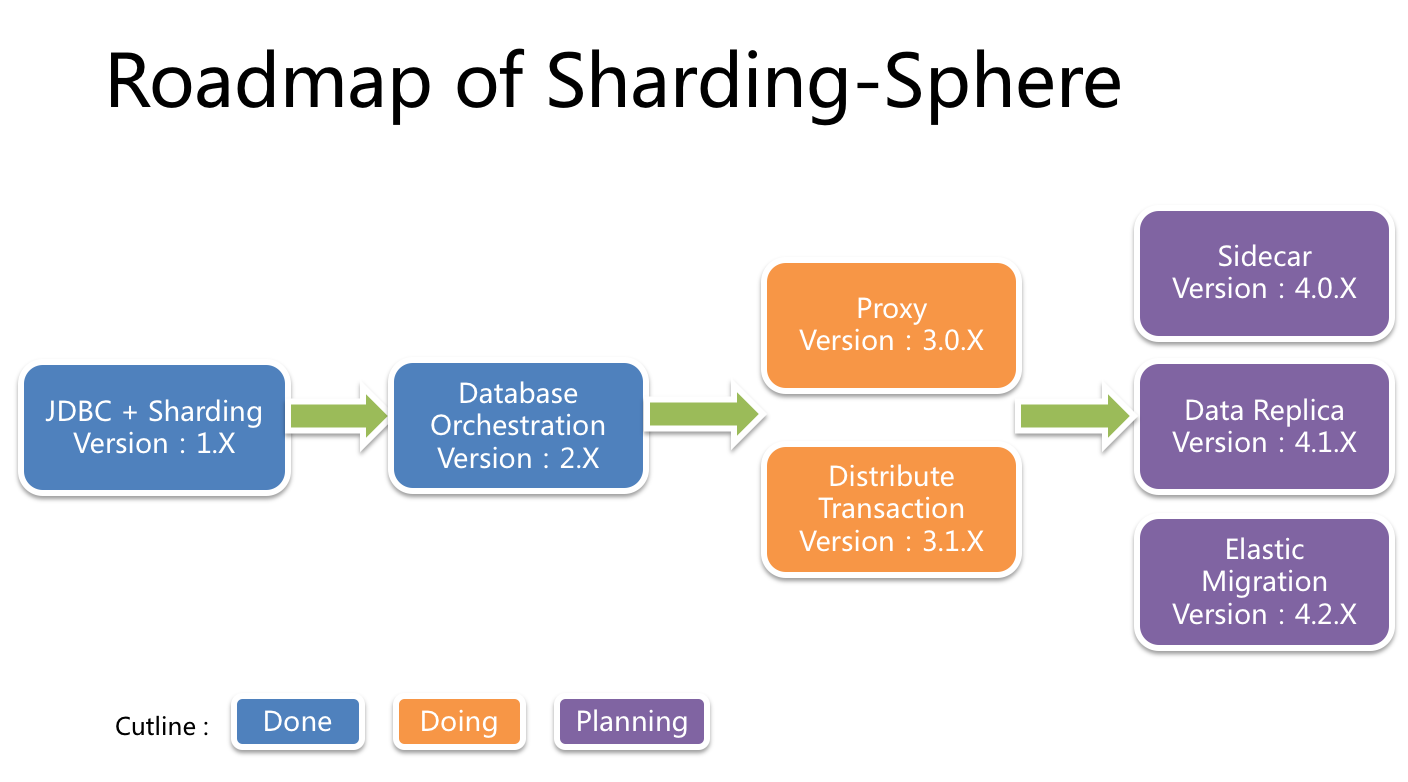 Roadmap of Sharding-Sphere
JDBC + Sharding
Version：1.X
Database
Orchestration
Version：2.X
Proxy
Version：3.0.X
Distribute
Transaction
Version：3.1.X
Sidecar
Version：4.0.X
Data Replica
Version：4.1.X
Elastic
Migration
Version：4.2.X
Cutline : Done Doing Planning